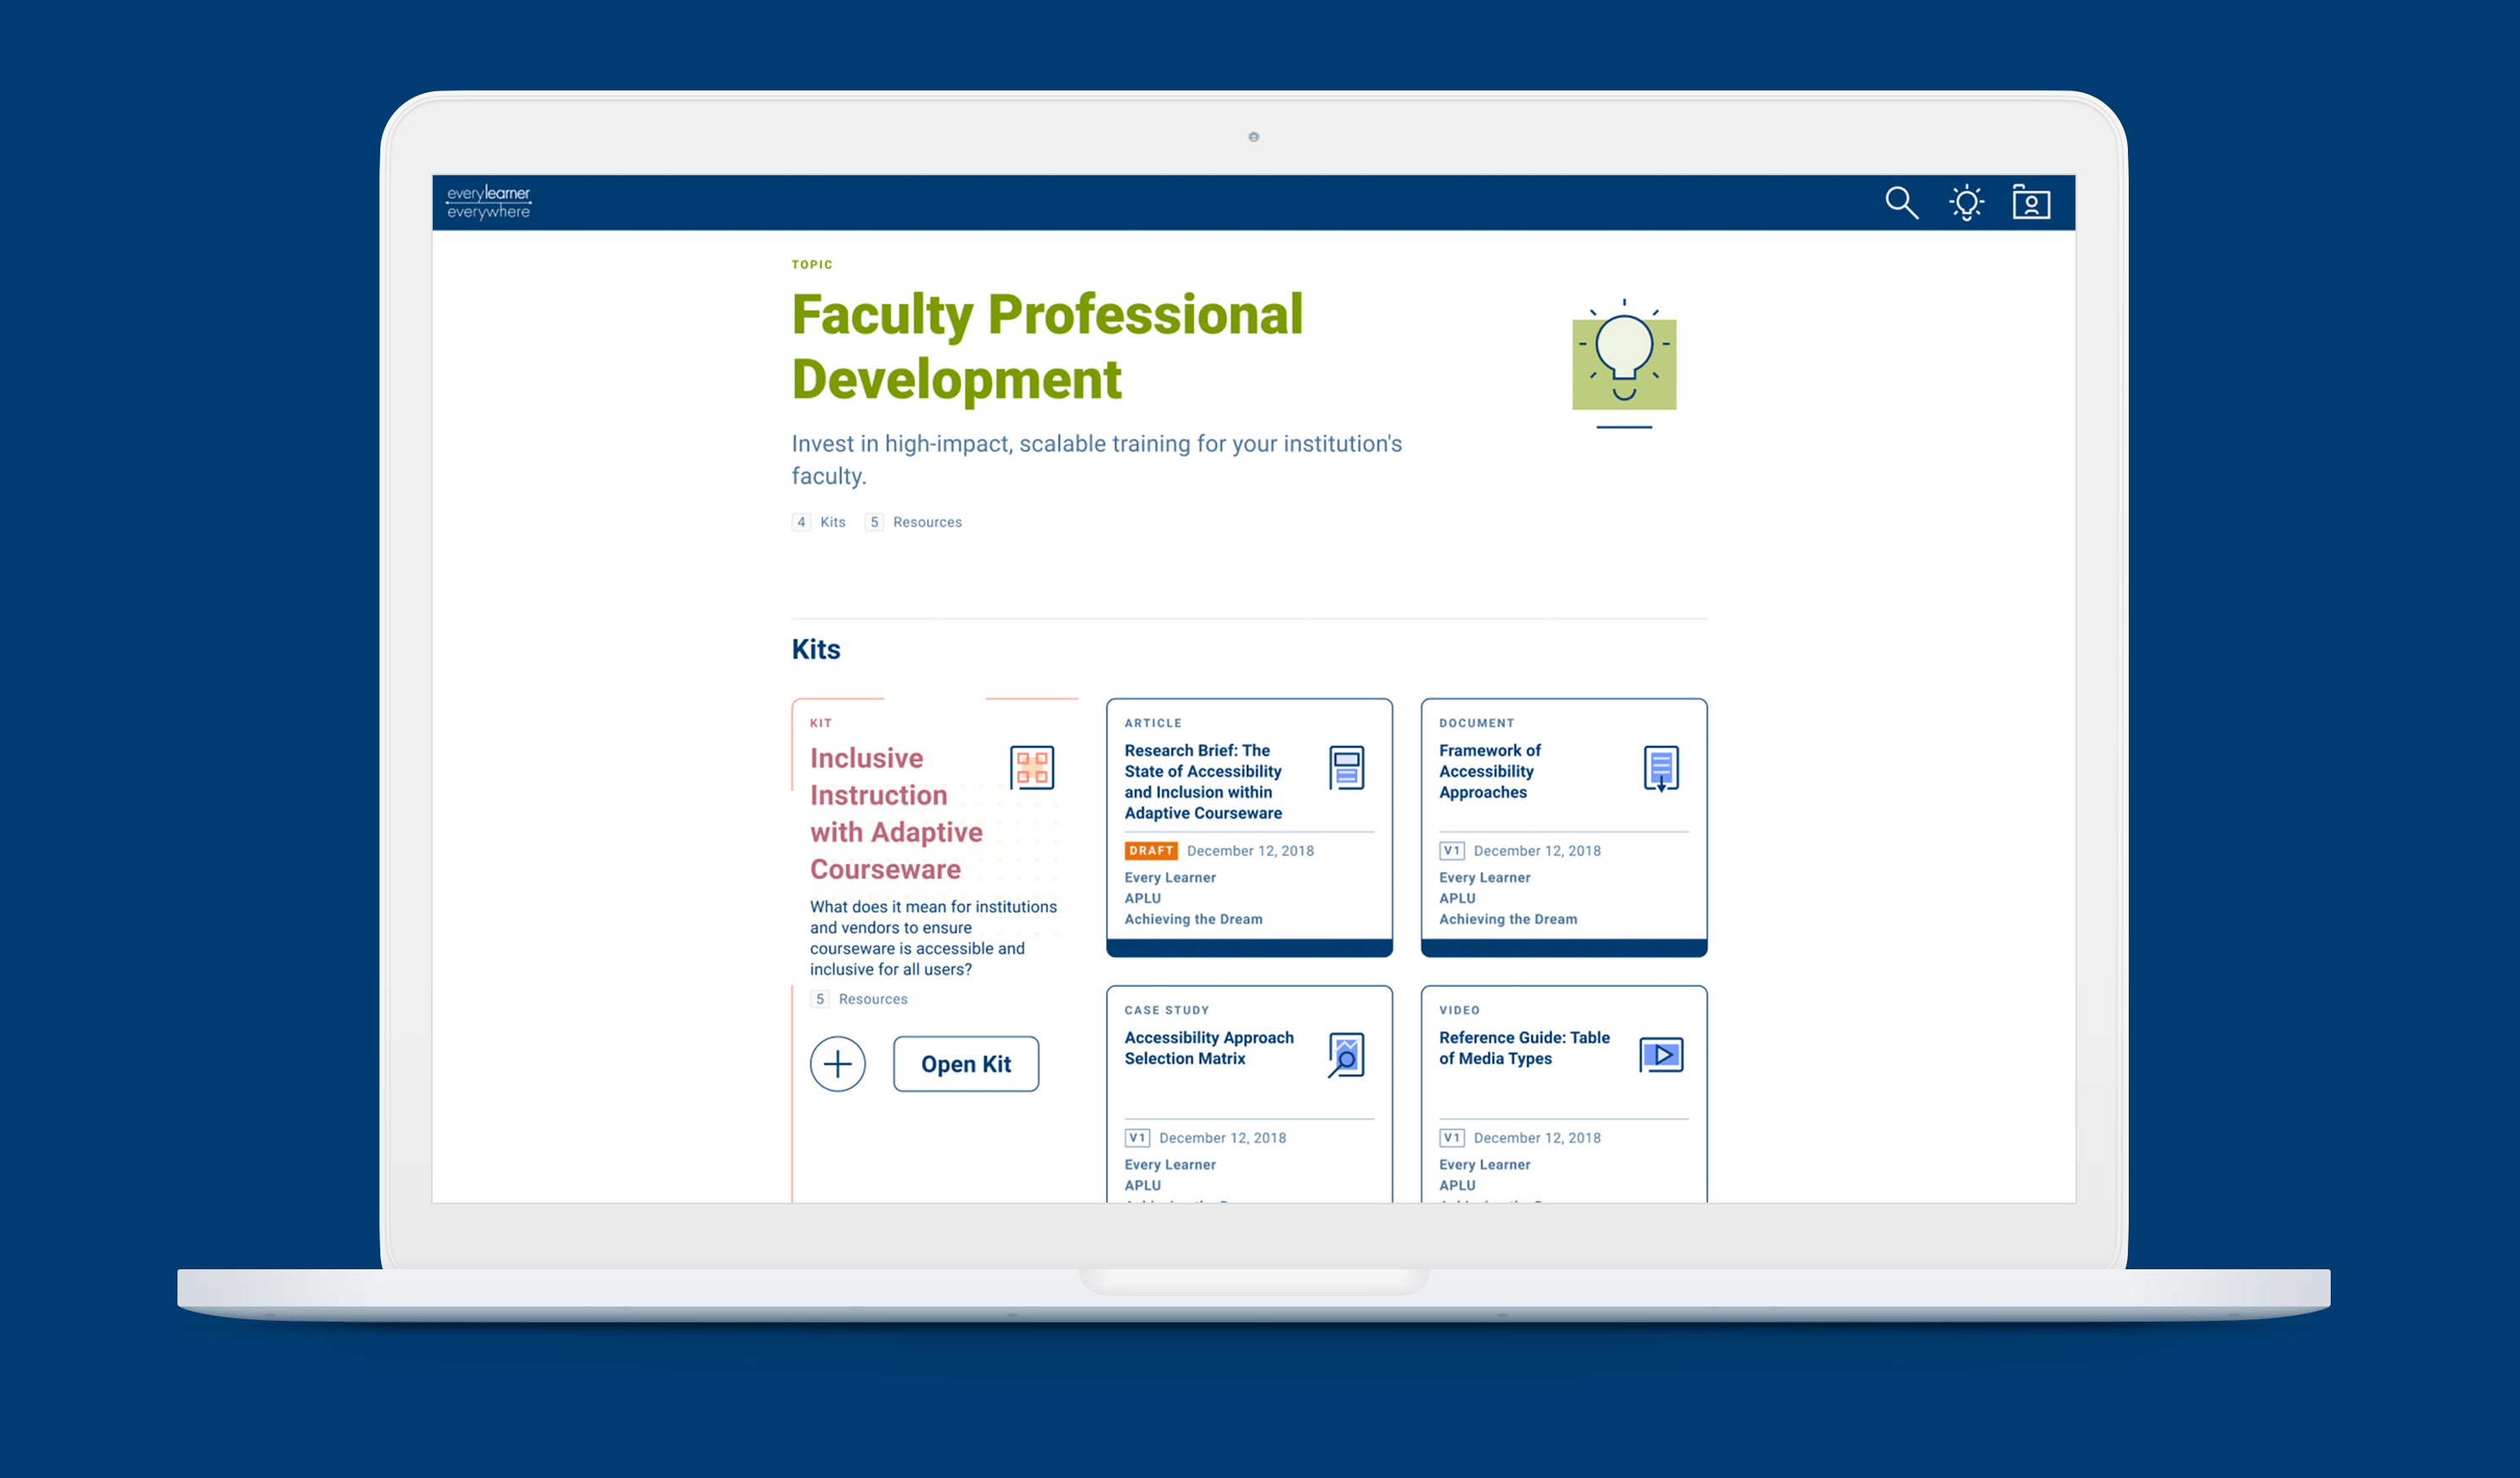 everylearner
everywhere
TOPIC
Faculty Professional
Development
Invest in high-impact, scalable training for your institution's
faculty.
4 Kits 5 Resources
Kits
KIT
Inclusive
Instruction
with Adaptive
Courseware
What does it mean for institutions
and vendors to ensure
courseware is accessible and
inclusive for all users?
5 Resources
Open Kit
ARTICLE
Research Brief: The
State of Accessibility
and Inclusion within
Adaptive Courseware
DRAFT December 12, 2018
Every Learner
APLU
Achieving the Dream
DOCUMENT
Framework of
Accessibility
Approaches
V1 December 12, 2018
Every Learner
APLU
Achieving the Dream
CASE STUDY
Accessibility Approach
Selection Matrix
V1 December 12, 2018
Every Learner
APLU
VIDEO
Reference Guide: Table
of Media Types
V1 December 12, 2018
Every Learner
APLU